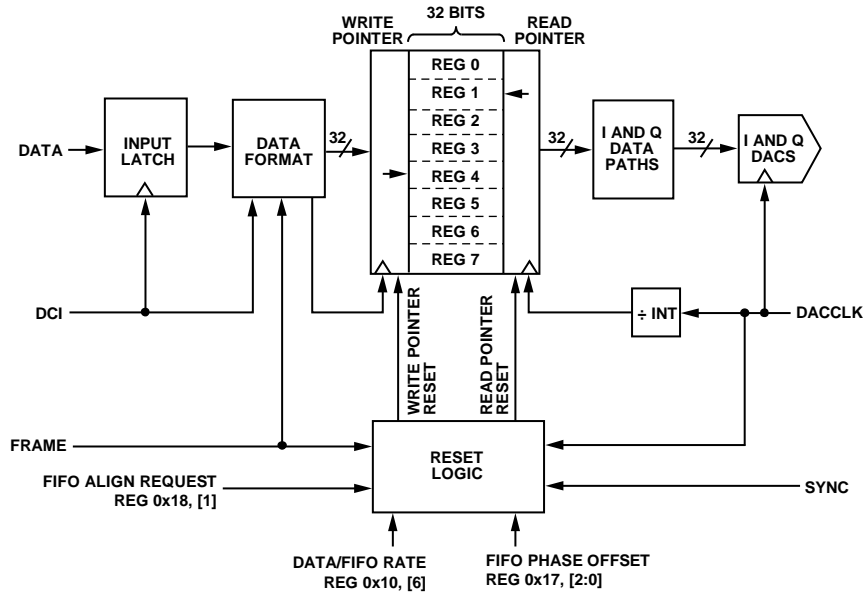 32 BITS
WRITE
POINTER
READ
POINTER
REG 0
REG 1
REG 2
REG 3
REG 4
REG 5
REG 6
REG 7
DATA
INPUT
LATCH
DATA
FORMAT
32
32
I AND Q
DATA
PATHS
32
I AND Q
DACS
DCI
÷ INT
DACCLK
WRITE POINTER
RESET
READ POINTER
RESET
FRAME
RESET
LOGIC
FIFO ALIGN REQUEST
REG 0x18, [1]
SYNC
DATA/FIFO RATE
REG 0x10, [6]
FIFO PHASE OFFSET
REG 0x17, [2:0]